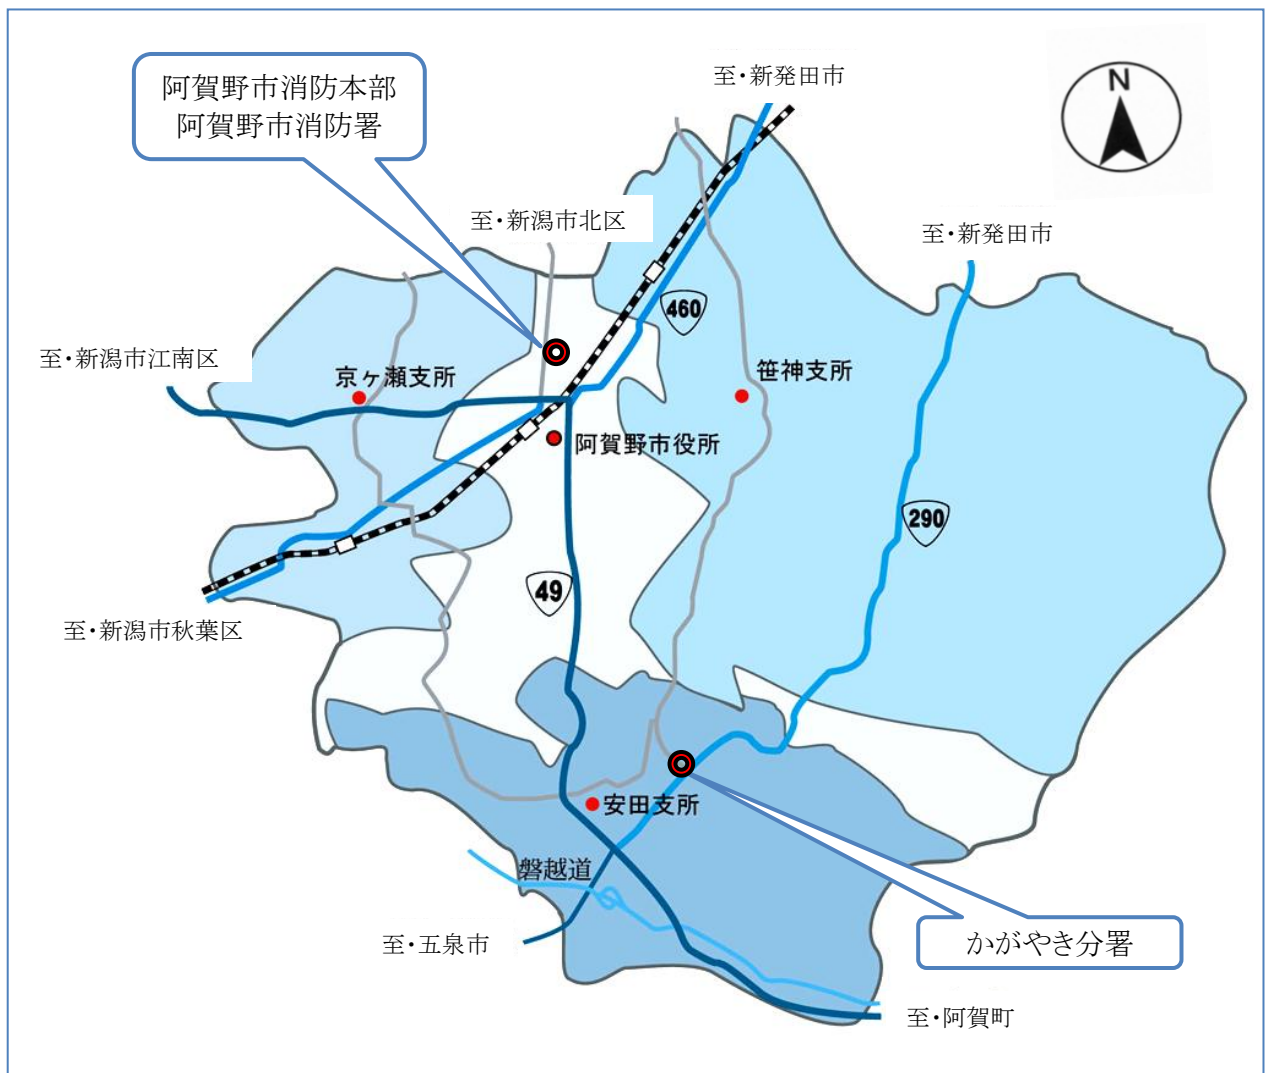 至・新発田市
N
阿賀野市消防本部
阿賀野市消防署
至・新潟市北区
至・新発田市
460
至・新潟市江南区
京ヶ瀬支所
笹神支所
阿賀野市役所
290
49
至・新潟市秋葉区
安田支所
磐越道
至・五泉市
かがやき分署
至・阿賀町